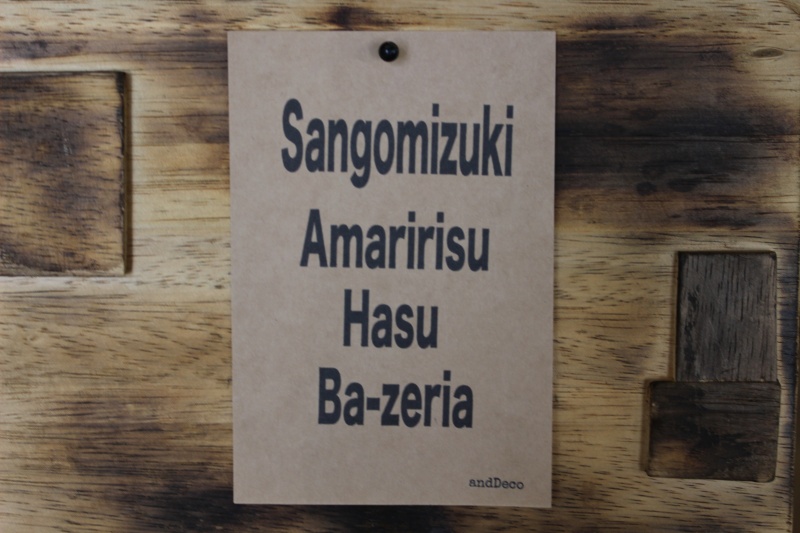 Sangomizuki
Amaririsu
Hasu
Ba-zeria
andDeco